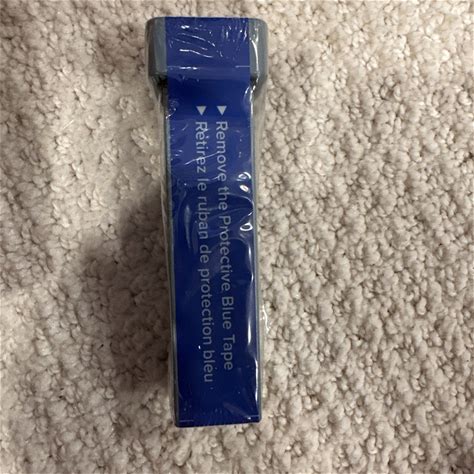 ▶ Remove the Protective Blue Tape
▶ Retirez le ruban de protection bleu